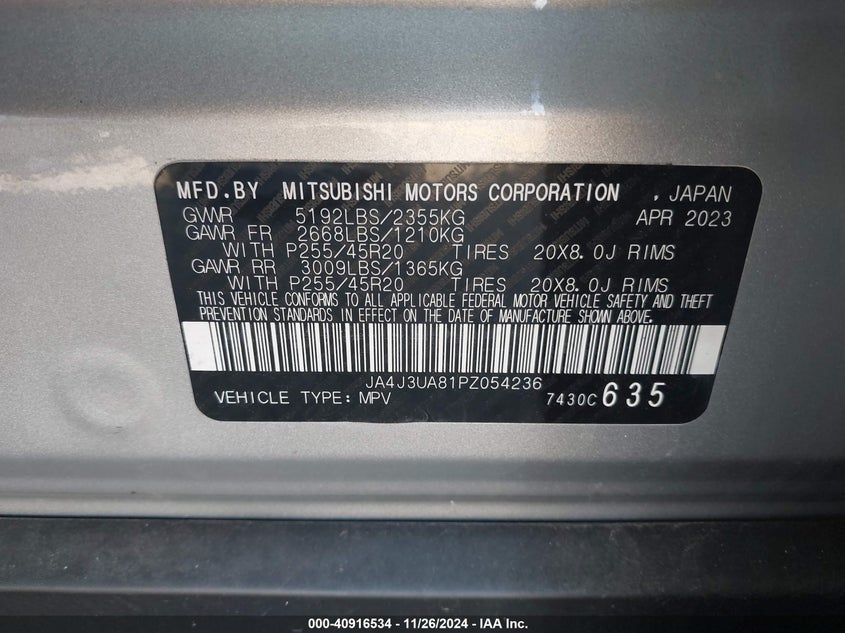 MFD.BY MITSUBISHI MOTORS CORPORATION , JAPAN
GVWR 5192LBS/2355KG APR 2023
GAWR FR 2668LBS/1210KG
WITH P255/45R20 TIRES 20X8.0J RIMS
GAWR RR 3009LBS/1365KG
WITH P255/45R20 TIRES 20X8.0J RIMS
THIS VEHICLE CONFORMS TO ALL APPLICABLE FEDERAL MOTOR VEHICLE SAFETY AND THEFT
PREVENTION STANDARDS IN EFFECT ON THE DATE OF MANUFACTURE SHOWN ABOVE.
JA4J3UA81PZ054236
VEHICLE TYPE: MPV 7430C 635
000-40916534 - 11/26/2024 - IAA Inc.